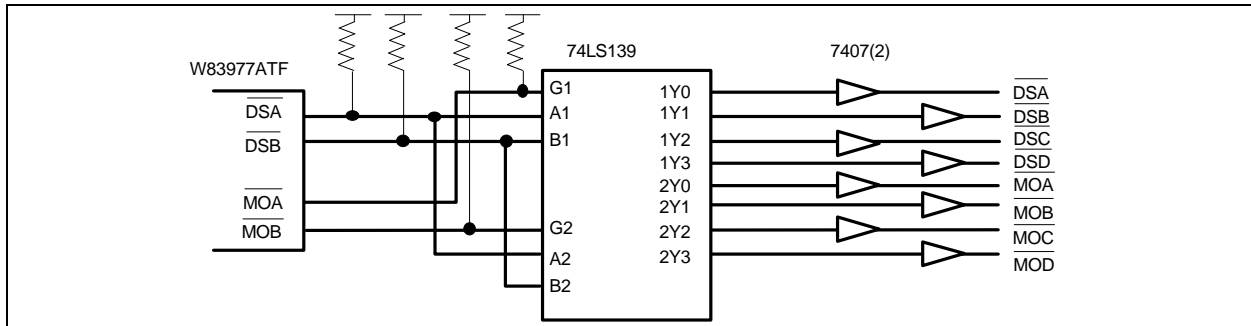 74LS139
7407(2)
W83977ATF
DSA
DSB
MOA
MOB
G1
A1
B1
G2
A2
B2
1Y0
1Y1
1Y2
1Y3
2Y0
2Y1
2Y2
2Y3
DSA
DSB
DSC
DSD
MOA
MOB
MOC
MOD